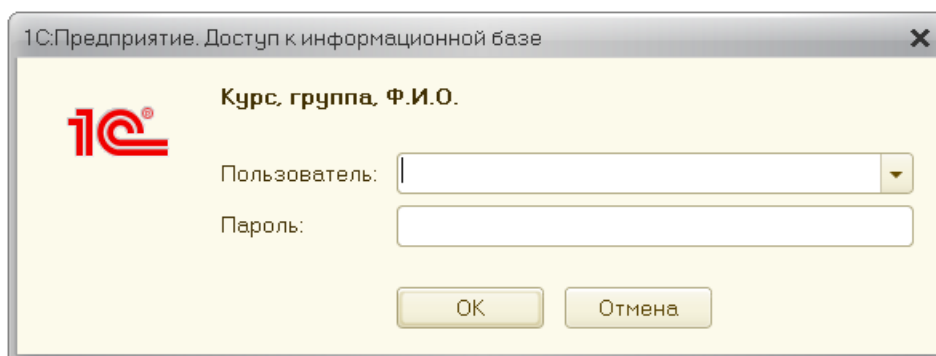 1С:Предприятие. Доступ к информационной базе
1С®
Курс, группа, Ф.И.О.
Пользователь:
Пароль:
OK
Отмена